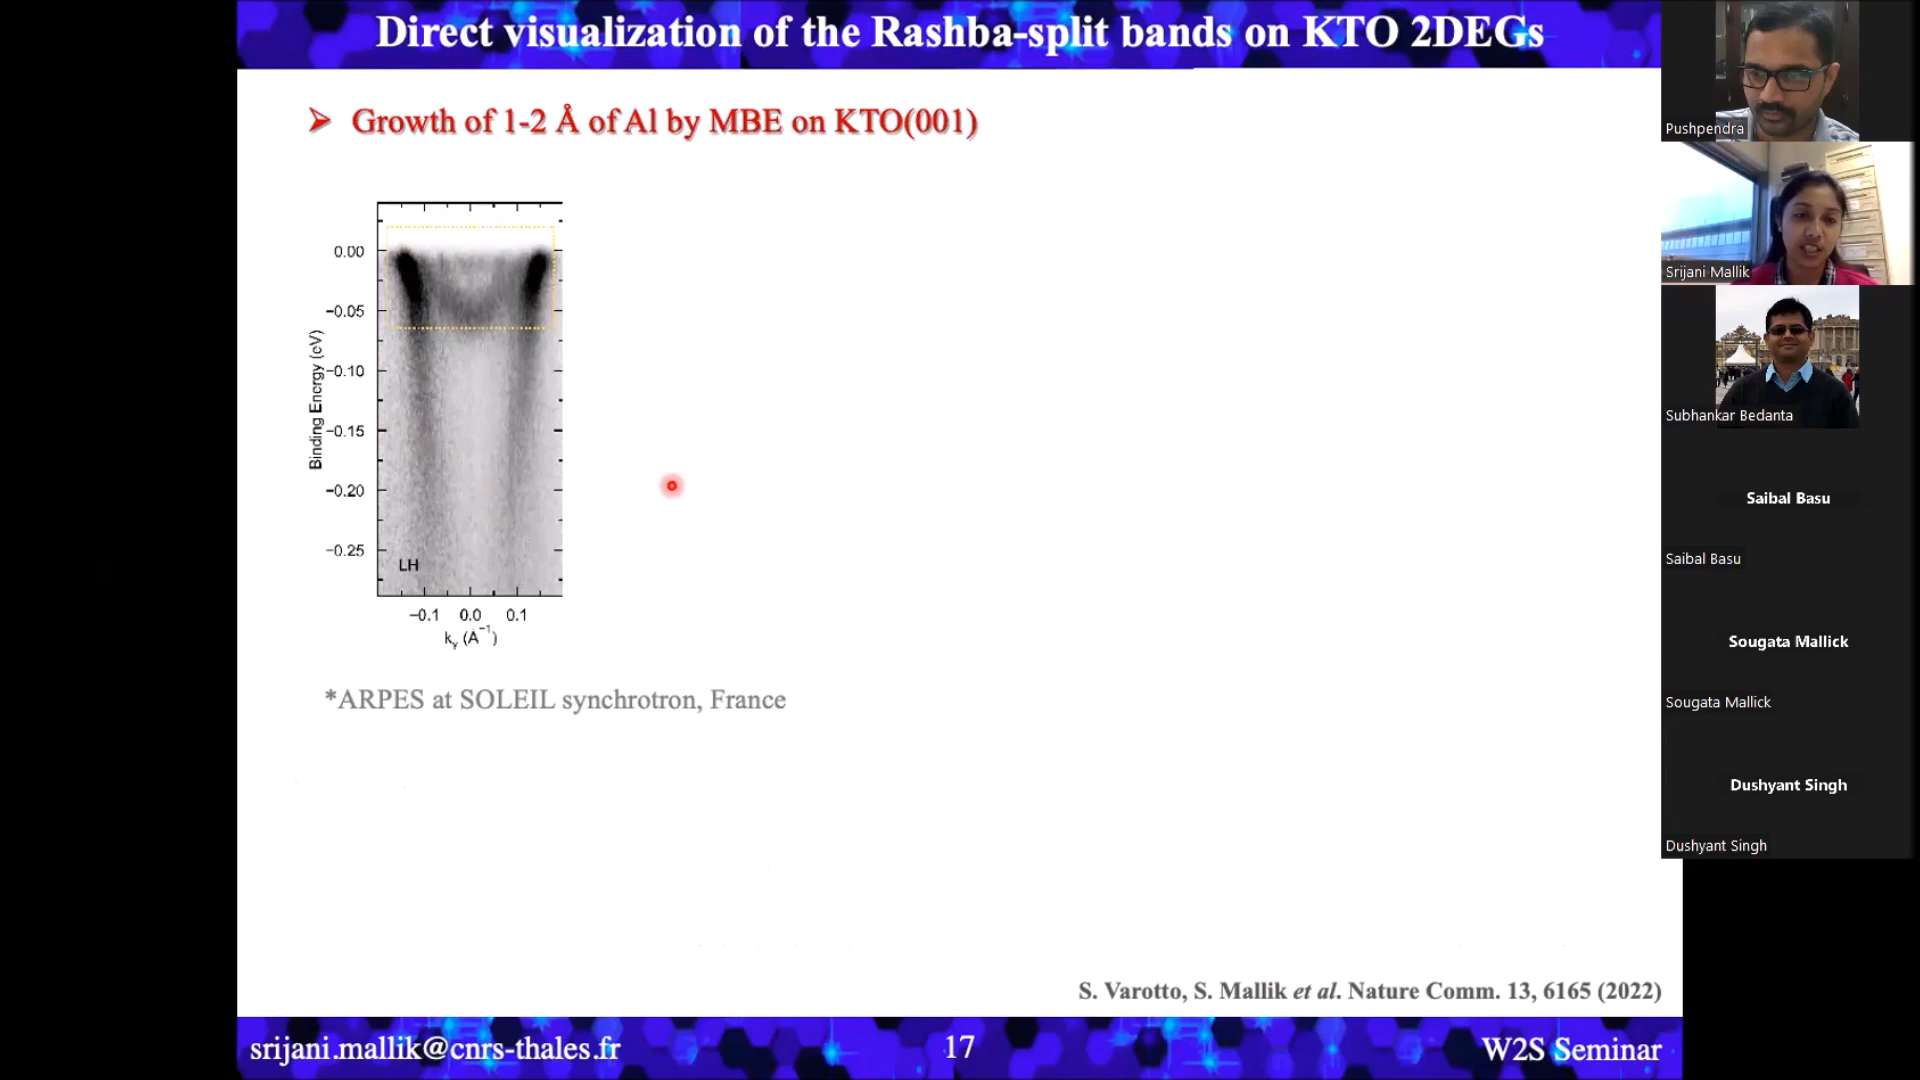 Direct visualization of the Rashba-split bands on KTO 2DEGs
Growth of 1-2 Å of Al by MBE on KTO(001)
0.00
−0.05
−0.10
−0.15
−0.20
−0.25
Binding Energy (eV)
LH
−0.1 0.0 0.1
ky (Å−1)
*ARPES at SOLEIL synchrotron, France
S. Varotto, S. Mallik et al. Nature Comm. 13, 6165 (2022)
srijani.mallik@cnrs-thales.fr
17
W2S Seminar
Pushpendra
Srijani Mallik
Subhankar Bedanta
Saibal Basu
Saibal Basu
Sougata Mallick
Sougata Mallick
Dushyant Singh
Dushyant Singh